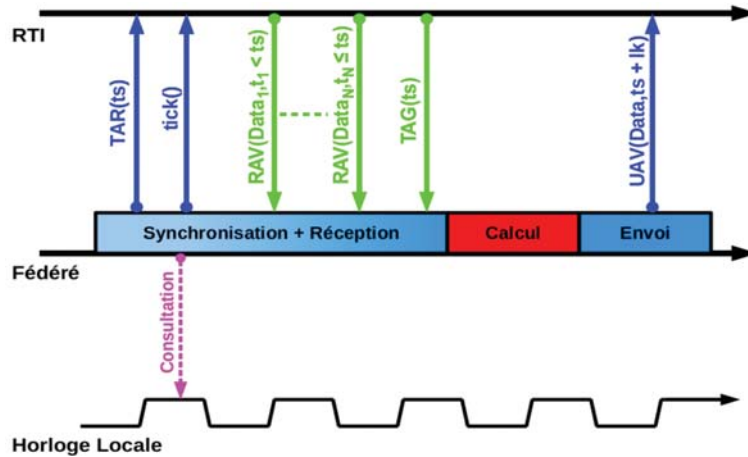 RTI
TAR(ts)
tick()
RAV(Data1,t1 < ts)
RAV(DataN,tN ≤ ts)
TAG(ts)
UAV(Data,ts + lk)
Synchronisation + Réception
Calcul
Envoi
Fédéré
Consultation
Horloge Locale